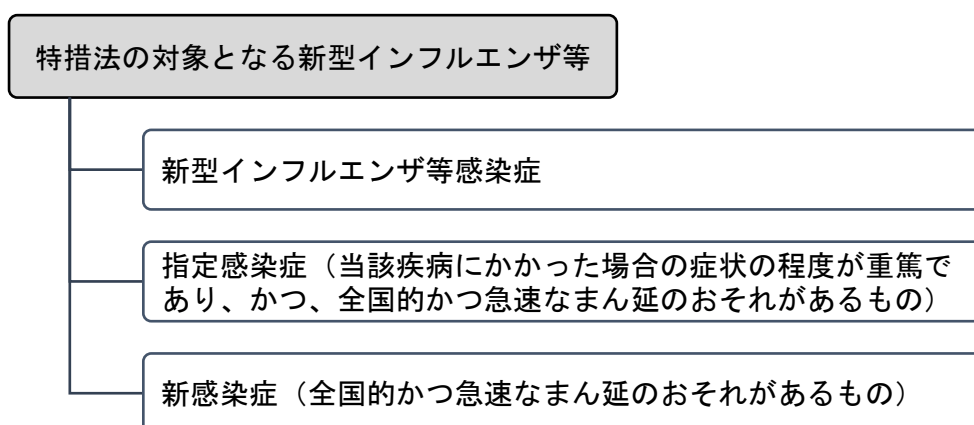 特措法の対象となる新型インフルエンザ等
新型インフルエンザ等感染症
指定感染症（当該疾病にかかった場合の症状の程度が重篤で
あり、かつ、全国的かつ急速なまん延のおそれがあるもの）
新感染症（全国的かつ急速なまん延のおそれがあるもの）